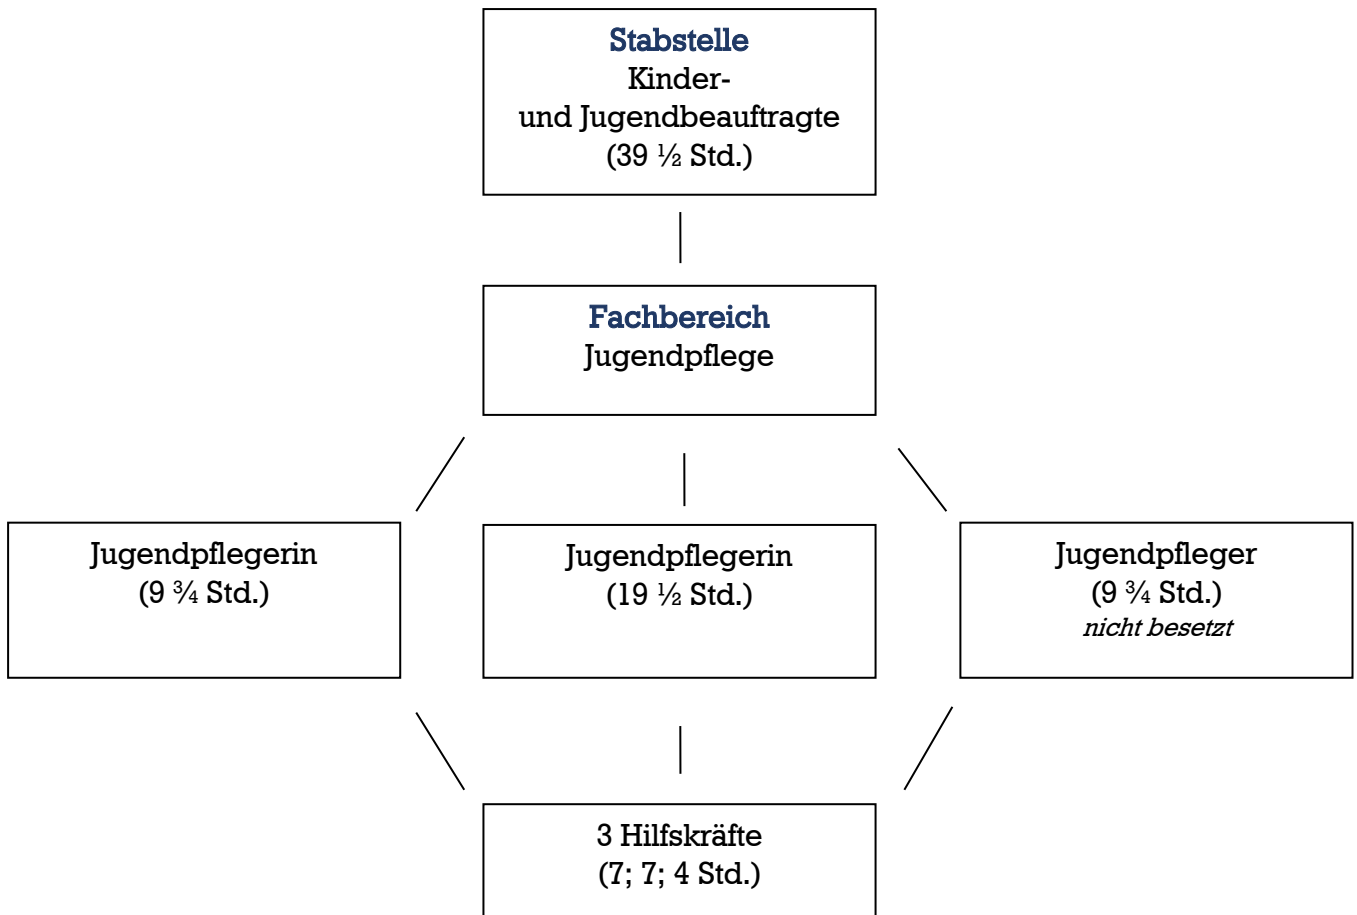 Stabstelle
Kinder-
und Jugendbeauftragte
(39 ½ Std.)
Fachbereich
Jugendpflege
Jugendpflegerin
(9 ¾ Std.)
Jugendpflegerin
(19 ½ Std.)
Jugendpfleger
(9 ¾ Std.)
nicht besetzt
3 Hilfskräfte
(7; 7; 4 Std.)